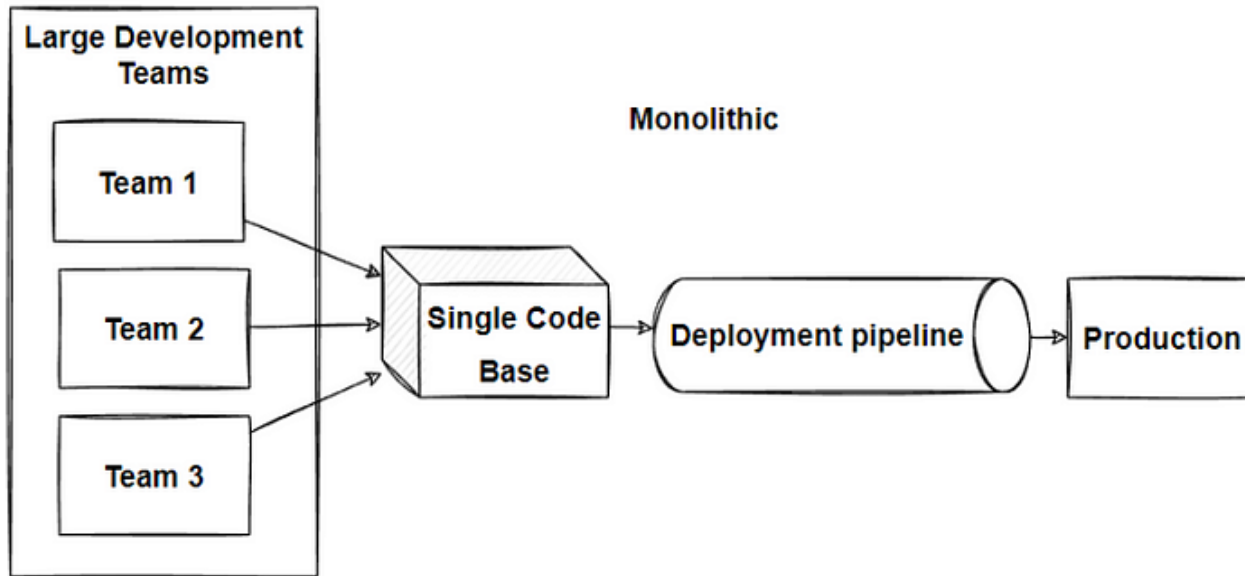 Large Development
Teams
Monolithic
Team 1
Team 2
Team 3
Single Code
Base
Deployment pipeline
Production